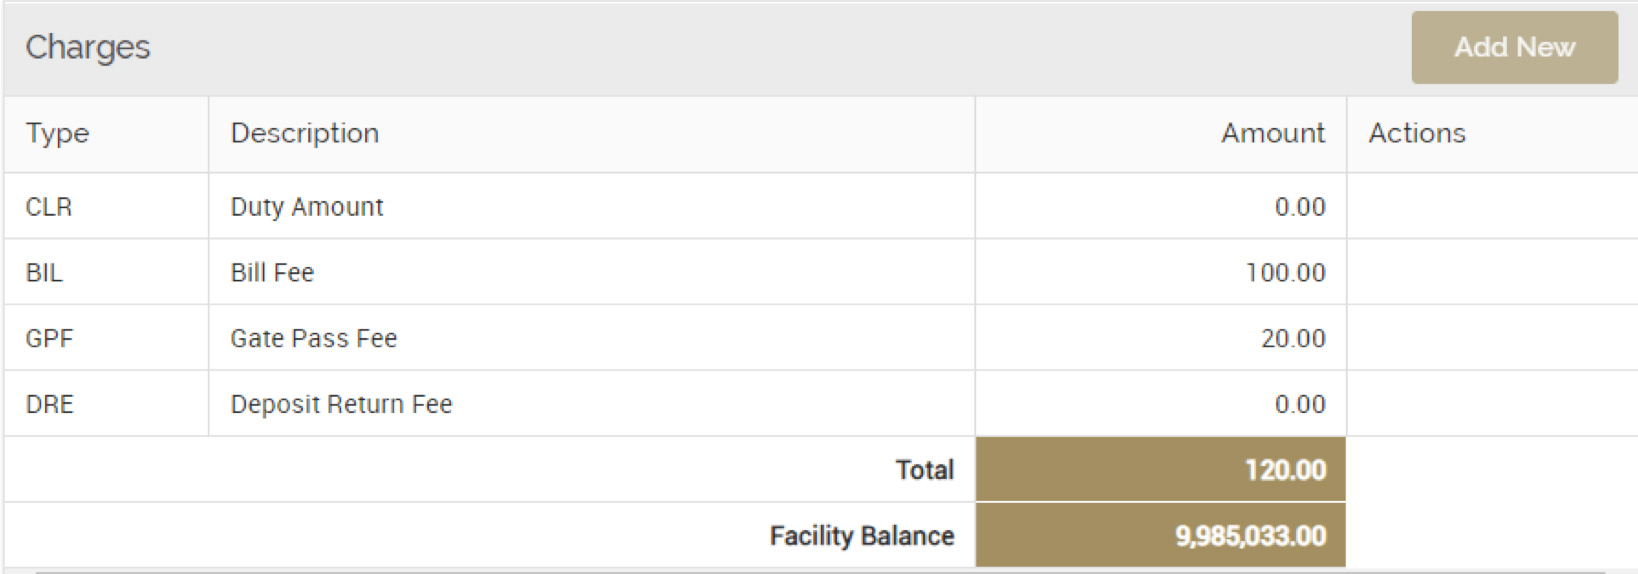 Charges Add New
Type Description Amount Actions
CLR Duty Amount 0.00
BIL Bill Fee 100.00
GPF Gate Pass Fee 20.00
DRE Deposit Return Fee 0.00
Total 120.00
Facility Balance 9,985,033.00